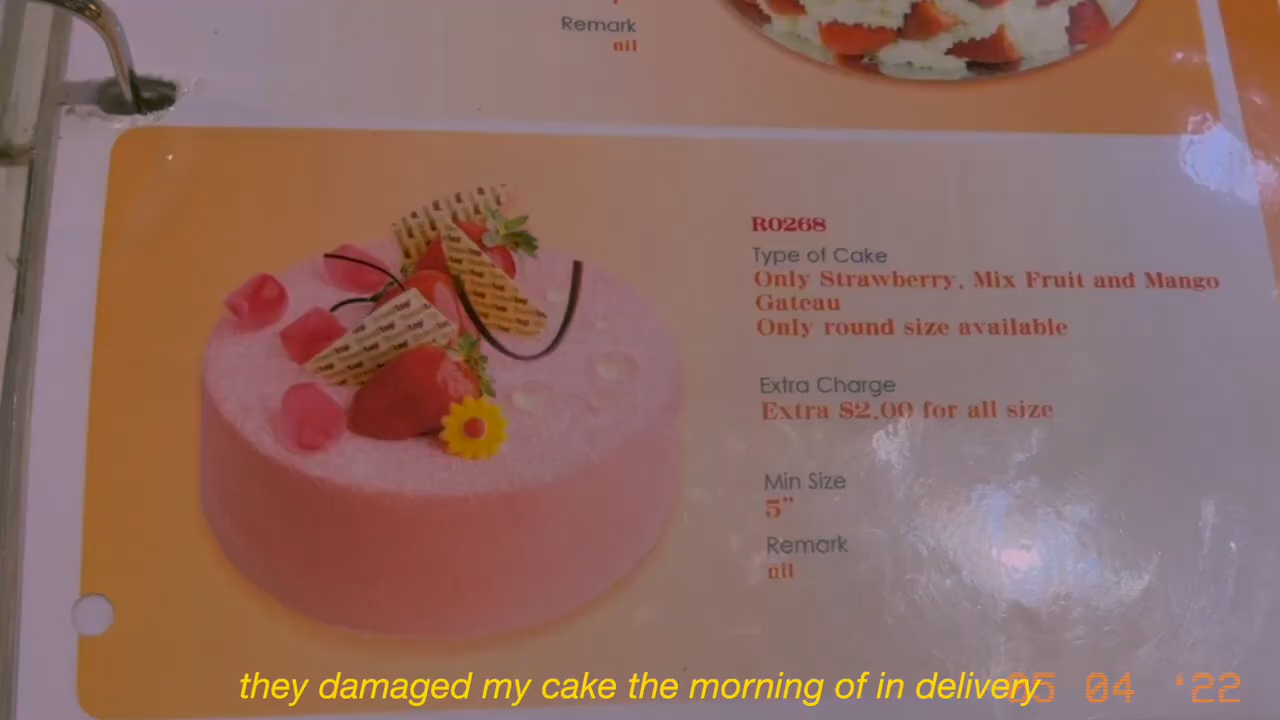 Remark
nil
R0268
Type of Cake
Only Strawberry, Mix Fruit and Mango
Gateau
Only round size available
Extra Charge
Extra $2.00 for all size
Min Size
5"
Remark
nil
they damaged my cake the morning of in delivery
05 04 '22